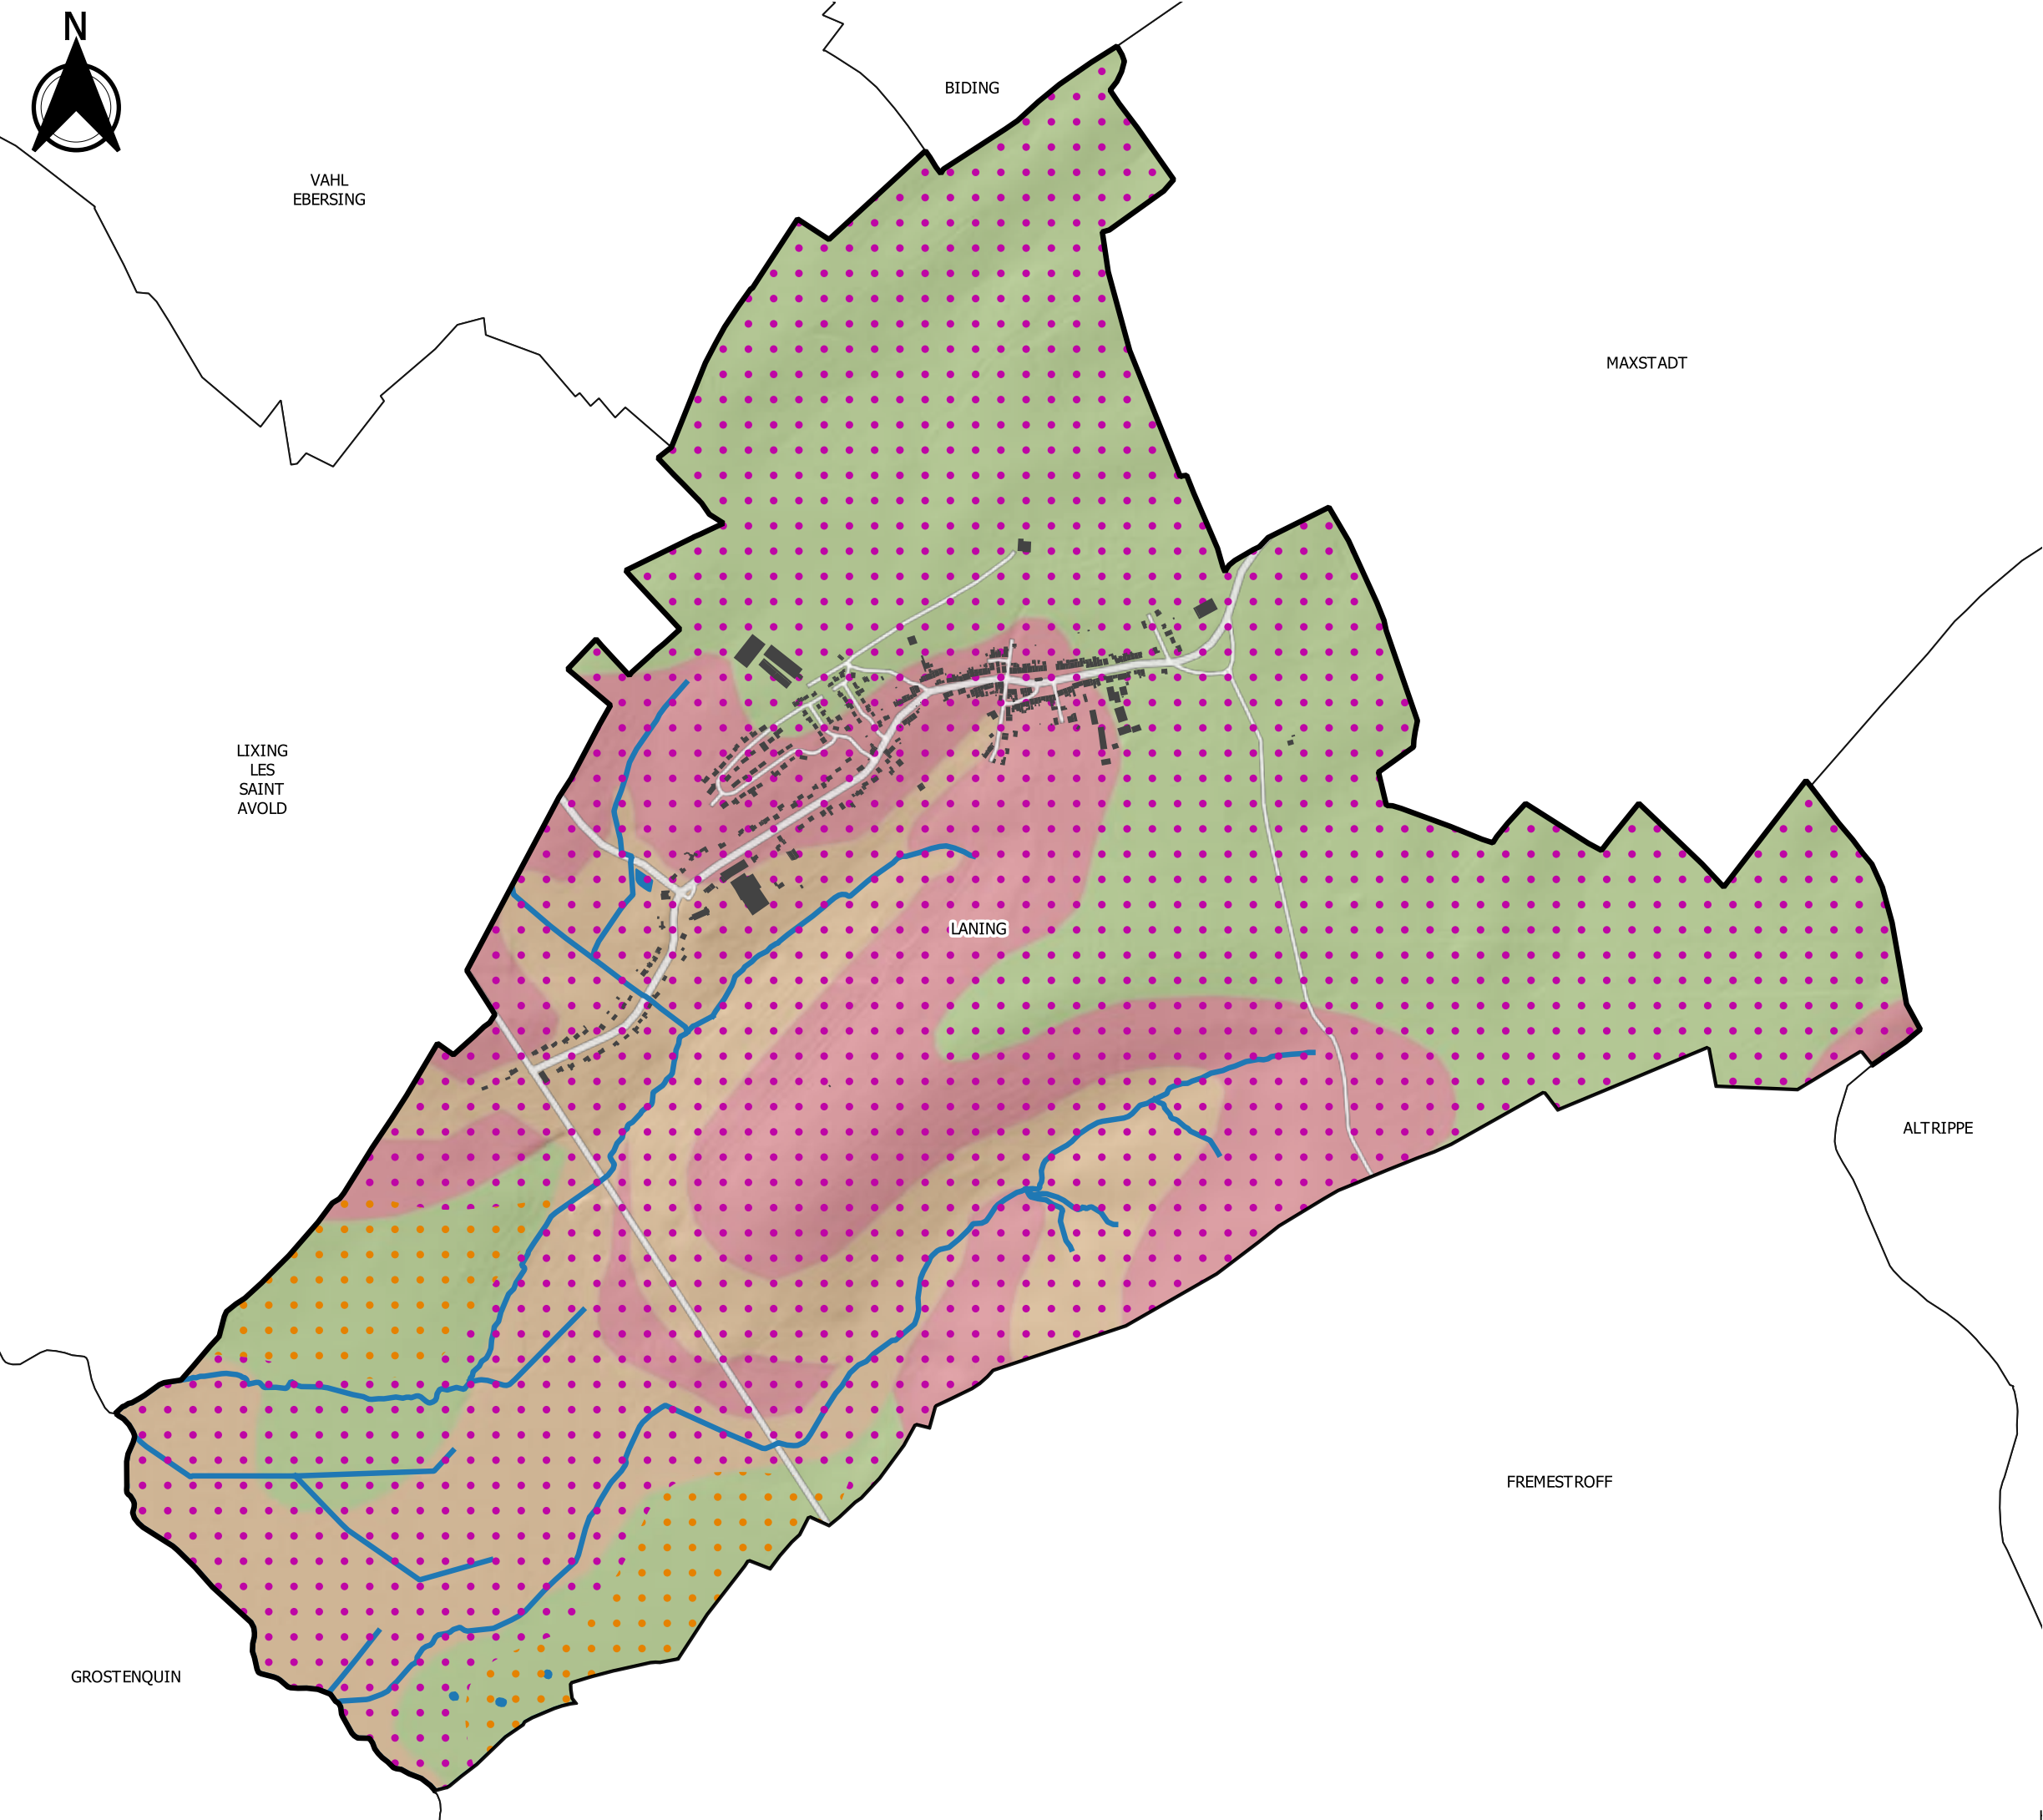 N
BIDING
VAHL
EBERSING
MAXSTADT
LIXING
LES
SAINT
AVOLD
LANING
ALTRIPPE
FREMESTROFF
GROSTENQUIN